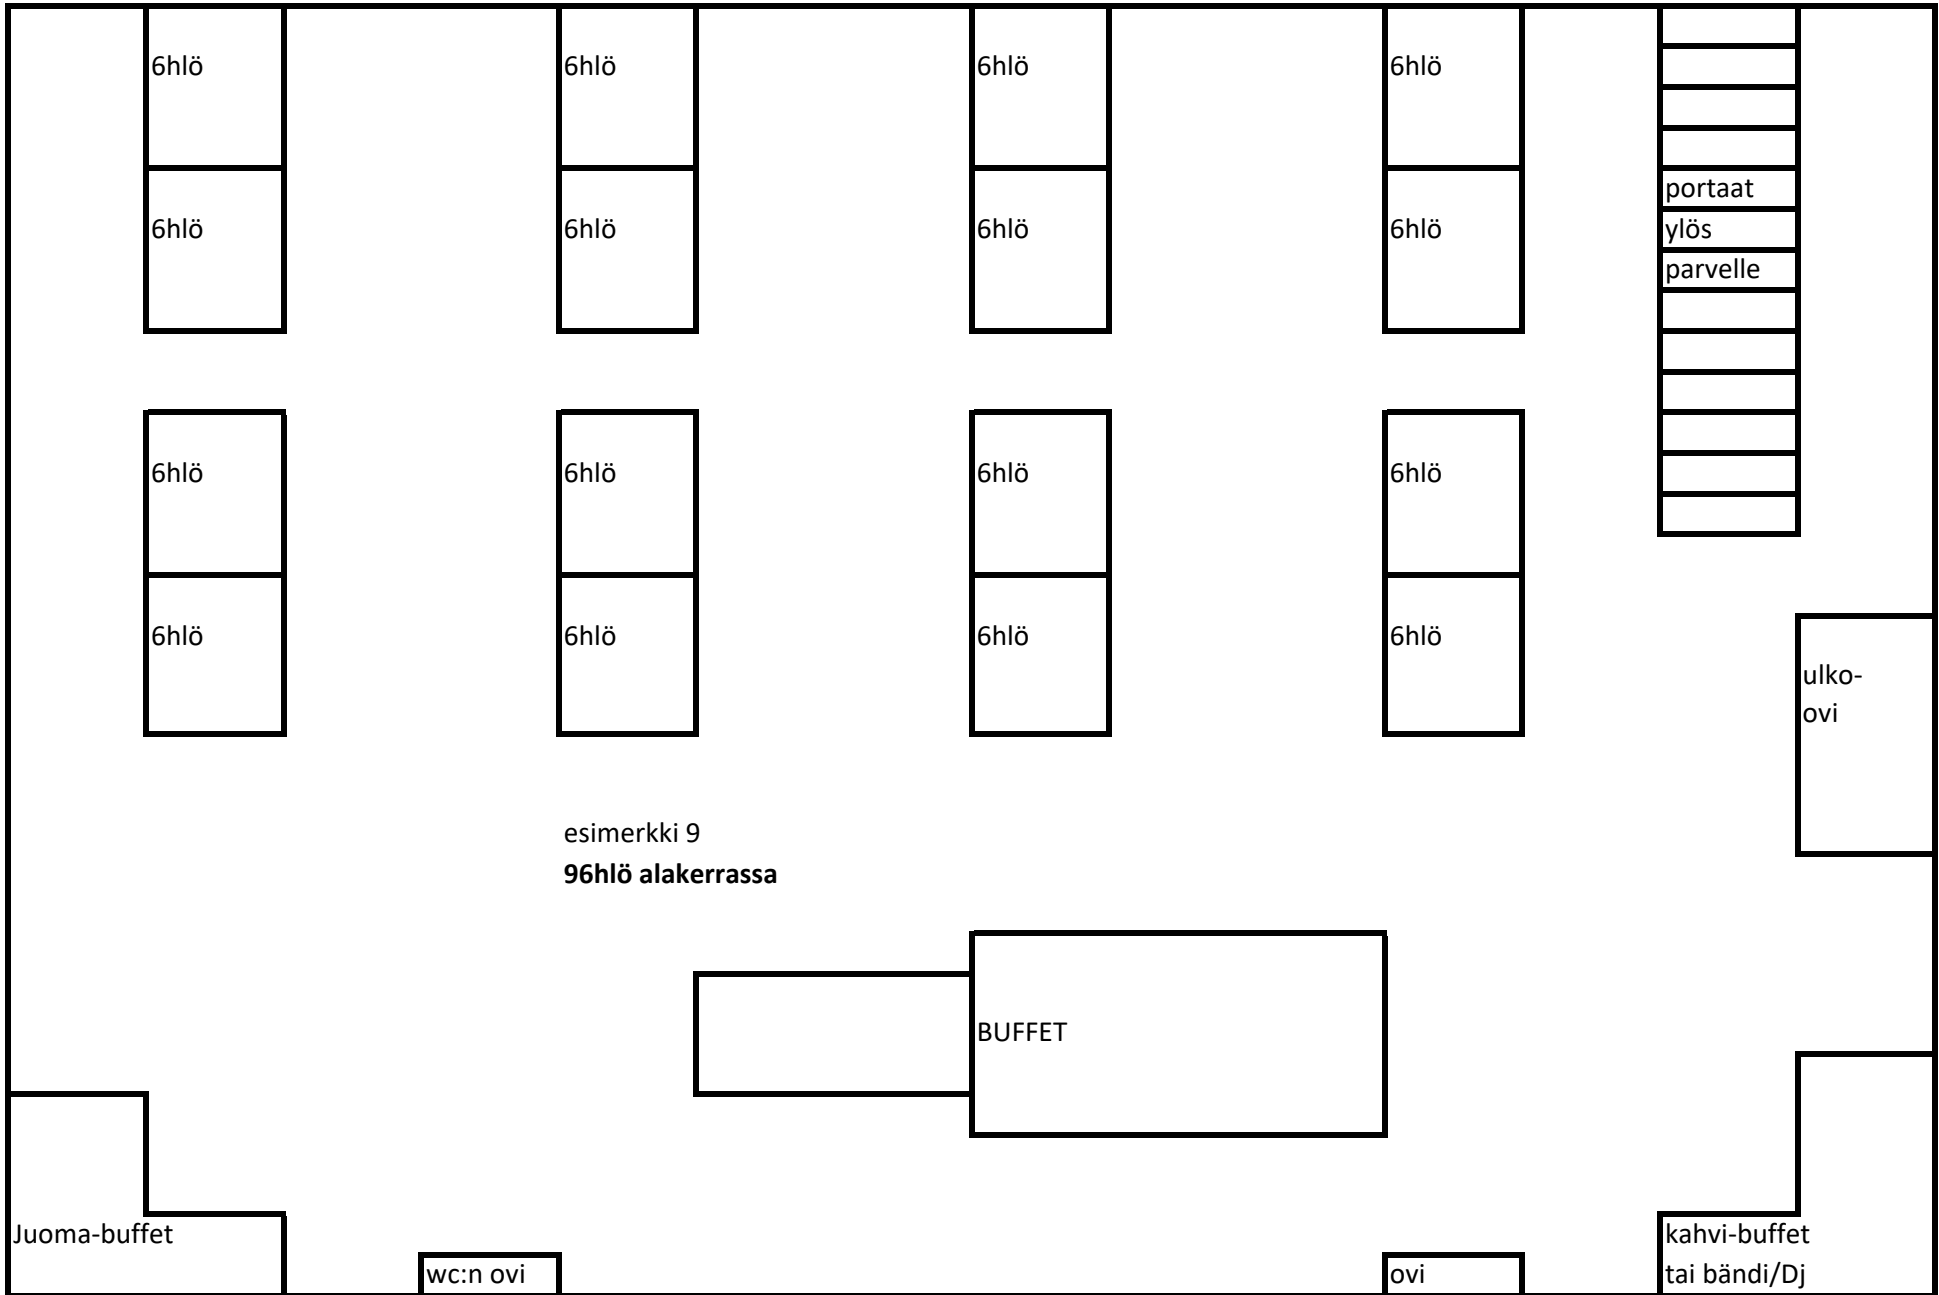 6hlö
6hlö
6hlö
6hlö
portaat
6hlö
6hlö
6hlö
6hlö
ylös
parvelle
6hlö
6hlö
6hlö
6hlö
6hlö
6hlö
6hlö
6hlö
ulko-
ovi
esimerkki 9
96hlö alakerrassa
BUFFET
Juoma-buffet
kahvi-buffet
wc:n ovi
ovi
tai bändi/Dj